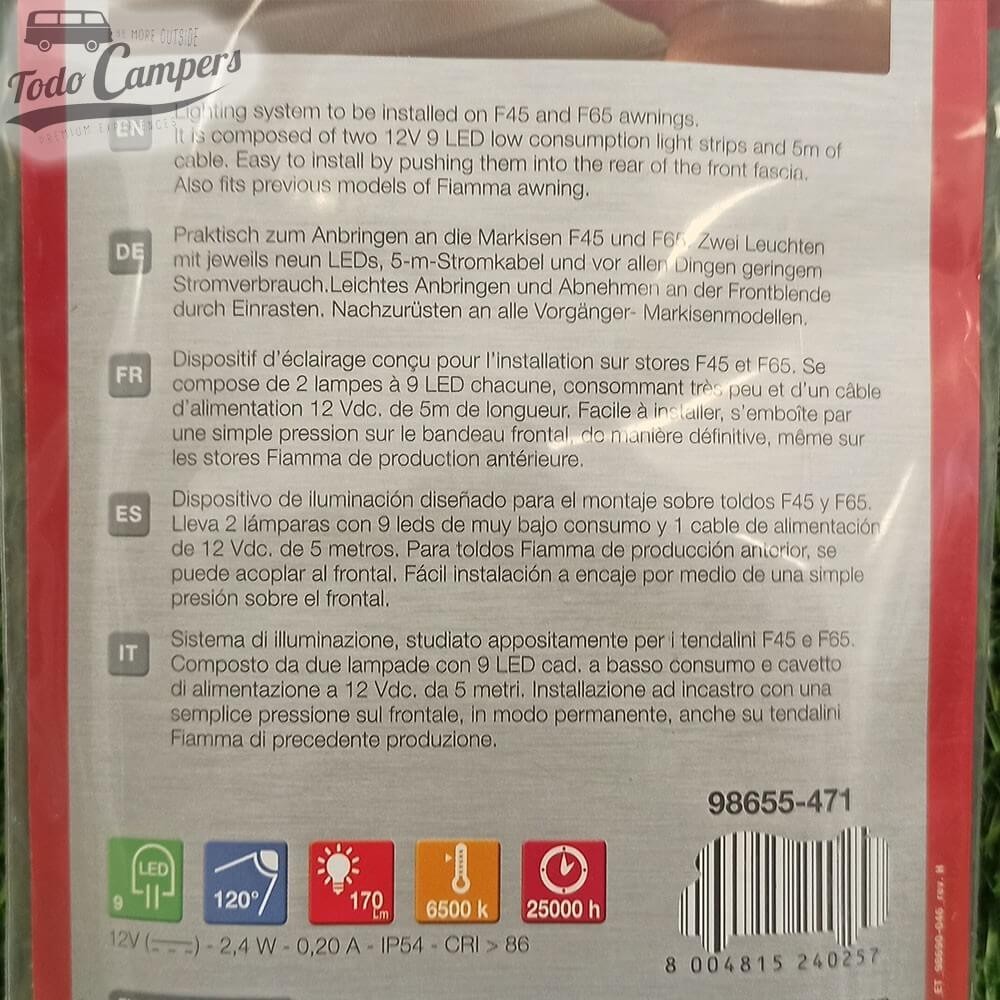 BE MORE OUTSIDE
Todo Campers
PREMIUM EXPERIENCES
EN
Lighting system to be installed on F45 and F65 awnings.
It is composed of two 12V 9 LED low consumption light strips and 5m of
cable. Easy to install by pushing them into the rear of the front fascia.
Also fits previous models of Fiamma awning.
DE
Praktisch zum Anbringen an die Markisen F45 und F65. Zwei Leuchten
mit jeweils neun LEDs, 5-m-Stromkabel und vor allen Dingen geringem
Stromverbrauch.Leichtes Anbringen und Abnehmen an der Frontblende
durch Einrasten. Nachzurüsten an alle Vorgänger- Markisenmodellen.
FR
Dispositif d'éclairage conçu pour l'installation sur stores F45 et F65. Se
compose de 2 lampes à 9 LED chacune, consommant très peu et d'un câble
d'alimentation 12 Vdc. de 5m de longueur. Facile à installer, s'emboîte par
une simple pression sur le bandeau frontal, de manière définitive, même sur
les stores Fiamma de production antérieure.
ES
Dispositivo de iluminación diseñado para el montaje sobre toldos F45 y F65.
Lleva 2 lámparas con 9 leds de muy bajo consumo y 1 cable de alimentación
de 12 Vdc. de 5 metros. Para toldos Fiamma de producción anterior, se
puede acoplar al frontal. Fácil instalación a encaje por medio de una simple
presión sobre el frontal.
IT
Sistema di illuminazione, studiato appositamente per i tendalini F45 e F65.
Composto da due lampade con 9 LED cad. a basso consumo e cavetto
di alimentazione a 12 Vdc. da 5 metri. Installazione ad incastro con una
semplice pressione sul frontale, in modo permanente, anche su tendalini
Fiamma di precedente produzione.
98655-471
LED
9
120°
170 Lm
6500 k
25000 h
12V ( ) - 2,4 W - 0,20 A - IP54 - CRI > 86
8 004815 240257
ET_98690-046_rev. H